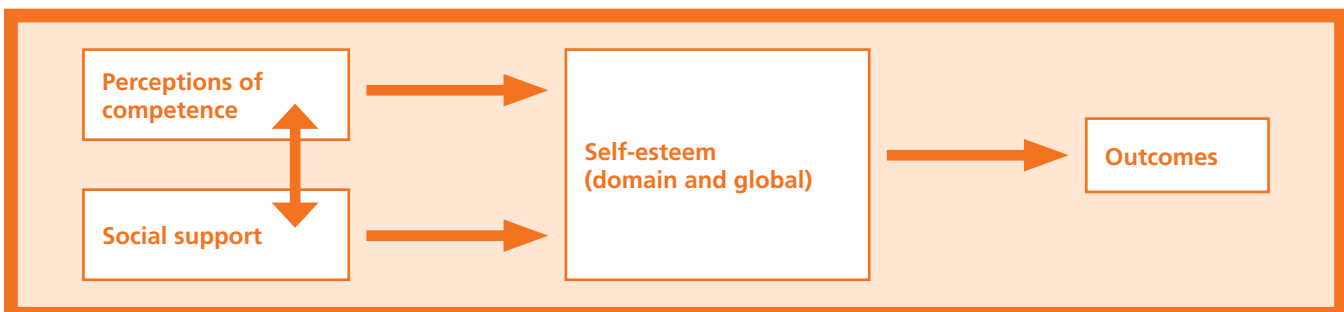 Perceptions of
competence
Social support
Self-esteem
(domain and global)
Outcomes